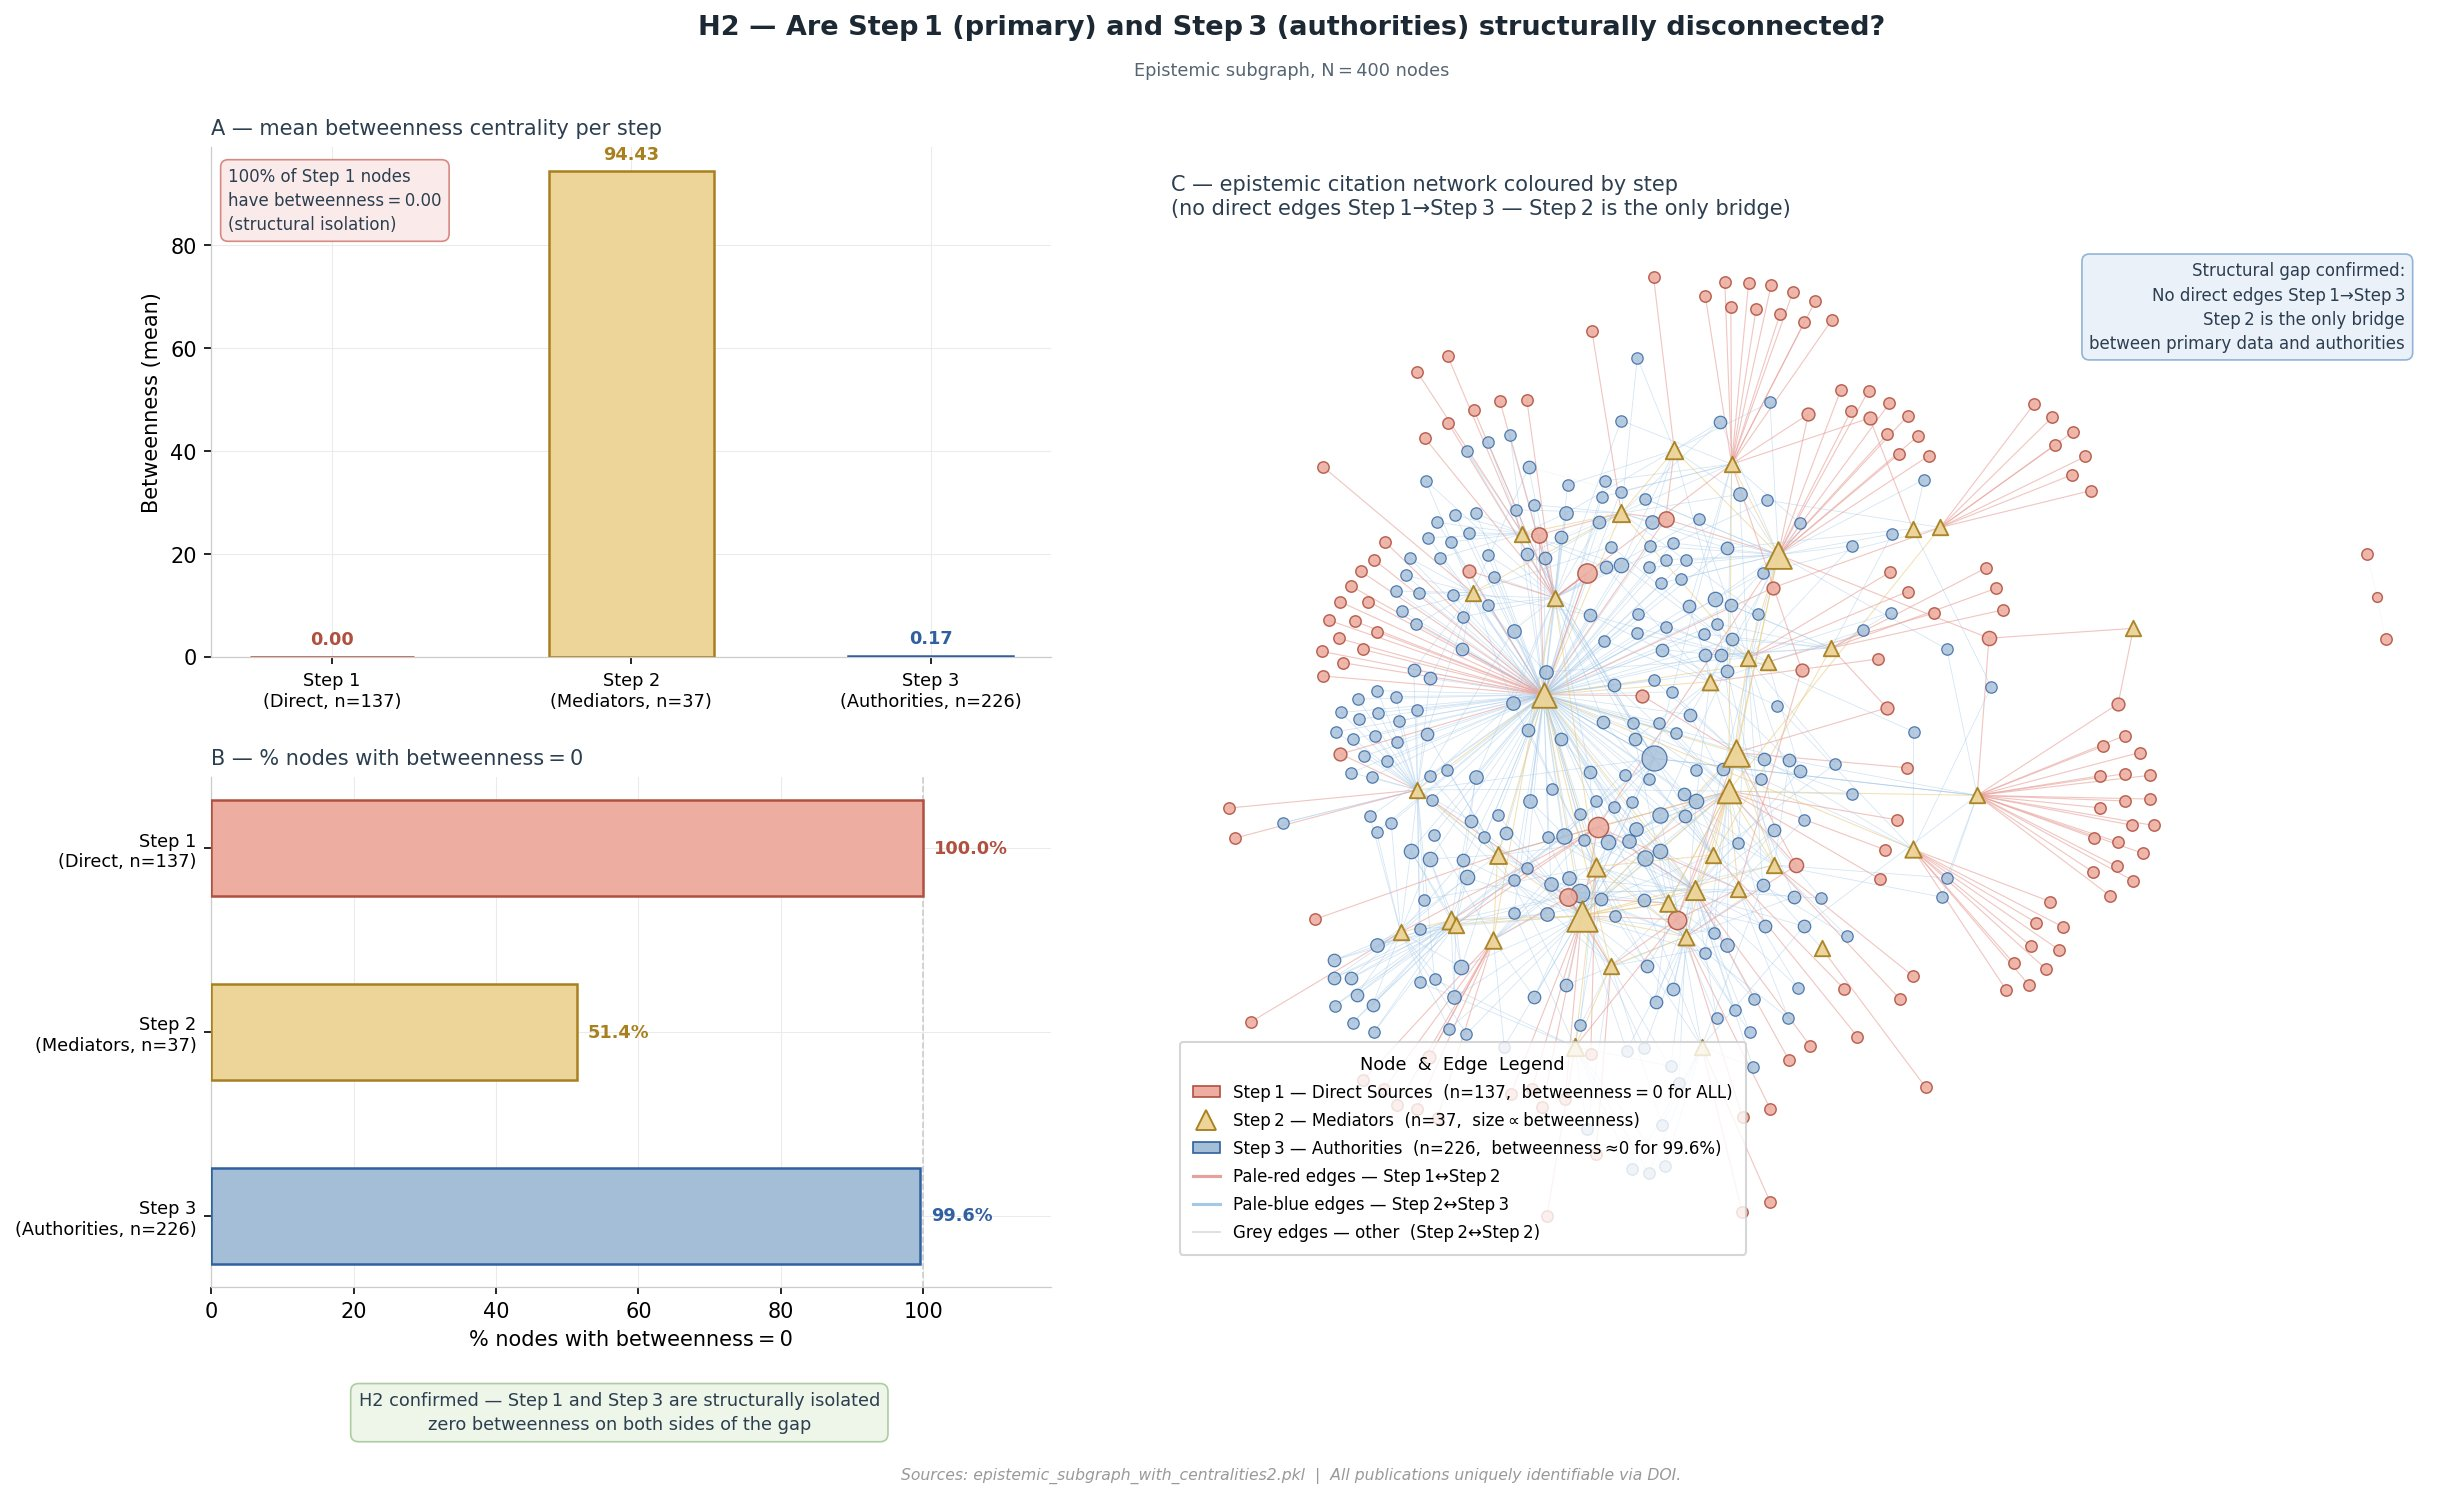 H2 — Are Step 1 (primary) and Step 3 (authorities) structurally disconnected?
Epistemic subgraph, N = 400 nodes
A — mean betweenness centrality per step
100% of Step 1 nodes
have betweenness = 0.00
(structural isolation)
Betweenness (mean)
80
60
40
20
0
0.00
94.43
0.17
Step 1
(Direct, n=137)
Step 2
(Mediators, n=37)
Step 3
(Authorities, n=226)
B — % nodes with betweenness = 0
Step 1
(Direct, n=137)
100.0%
Step 2
(Mediators, n=37)
51.4%
Step 3
(Authorities, n=226)
99.6%
0 20 40 60 80 100
% nodes with betweenness = 0
H2 confirmed — Step 1 and Step 3 are structurally isolated
zero betweenness on both sides of the gap
C — epistemic citation network coloured by step
(no direct edges Step 1→Step 3 — Step 2 is the only bridge)
Structural gap confirmed:
No direct edges Step 1→Step 3
Step 2 is the only bridge
between primary data and authorities
Node & Edge Legend
Step 1 — Direct Sources (n=137, betweenness = 0 for ALL)
Step 2 — Mediators (n=37, size ∝ betweenness)
Step 3 — Authorities (n=226, betweenness ≈0 for 99.6%)
Pale-red edges — Step 1↔Step 2
Pale-blue edges — Step 2↔Step 3
Grey edges — other (Step 2↔Step 2)
Sources: epistemic_subgraph_with_centralities2.pkl | All publications uniquely identifiable via DOI.